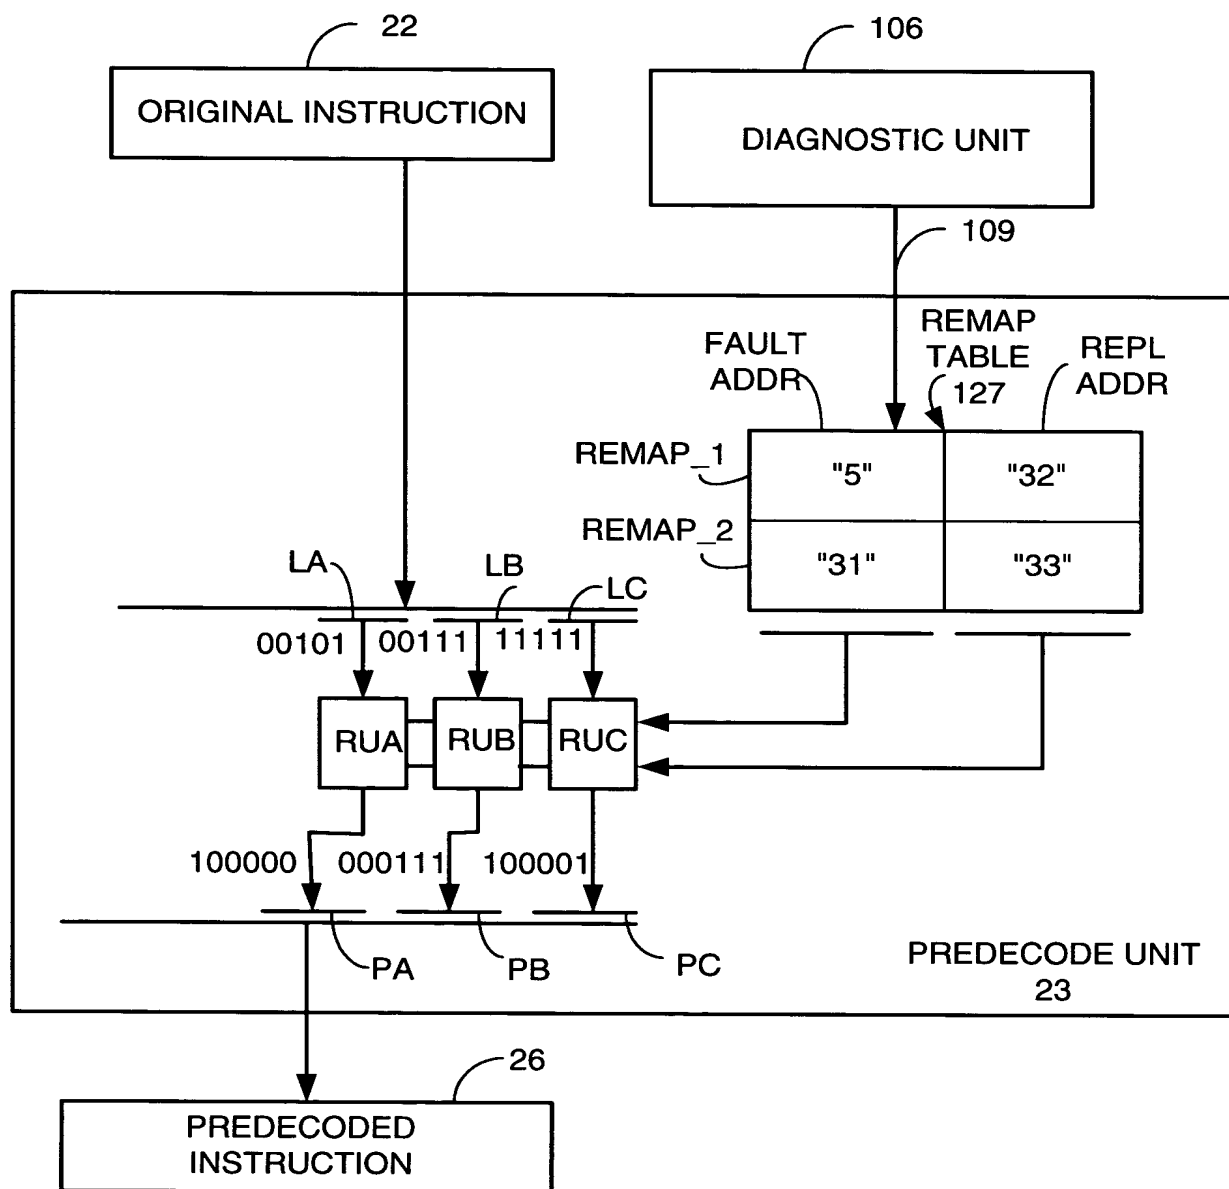 22
106
ORIGINAL INSTRUCTION
DIAGNOSTIC UNIT
109
FAULT
ADDR
REMAP
TABLE
127
REPL
ADDR
REMAP_1
"5"
"32"
REMAP_2
"31"
"33"
LA
LB
LC
00101
00111
11111
RUA
RUB
RUC
100000
000111
100001
PA
PB
PC
PREDECODE UNIT
23
26
PREDECODED
INSTRUCTION